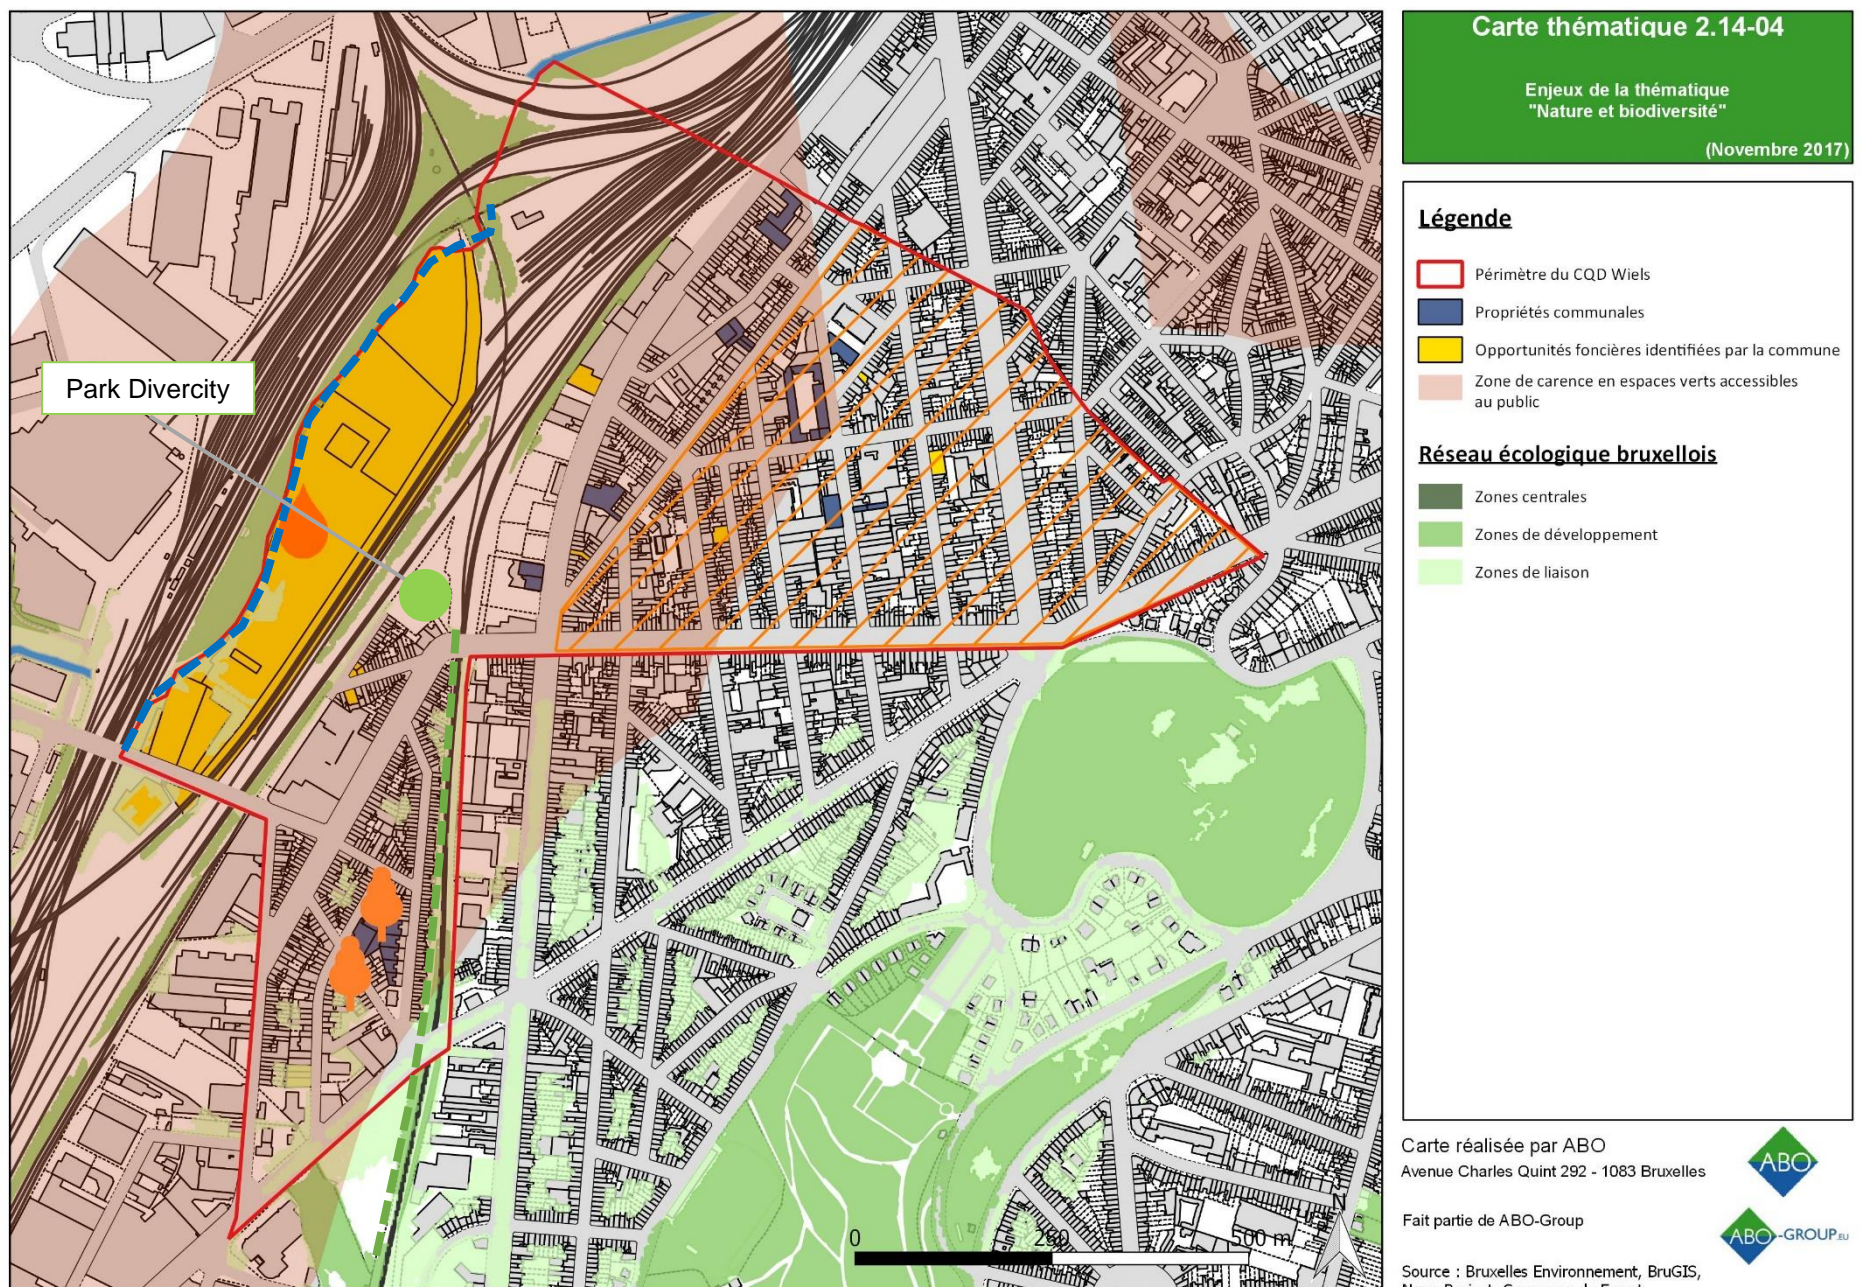 Carte thématique 2.14-04
Enjeux de la thématique
"Nature et biodiversité"
(Novembre 2017)
Légende
Périmètre du CQD Wiels
Propriétés communales
Opportunités foncières identifiées par la commune
Zone de carence en espaces verts accessibles
au public
Réseau écologique bruxellois
Zones centrales
Zones de développement
Zones de liaison
Park Divercity
0 250 500 m
N
Carte réalisée par ABO
Avenue Charles Quint 292 - 1083 Bruxelles
ABO
Fait partie de ABO-Group
ABO-GROUP.EU
Source : Bruxelles Environnement, BruGIS,